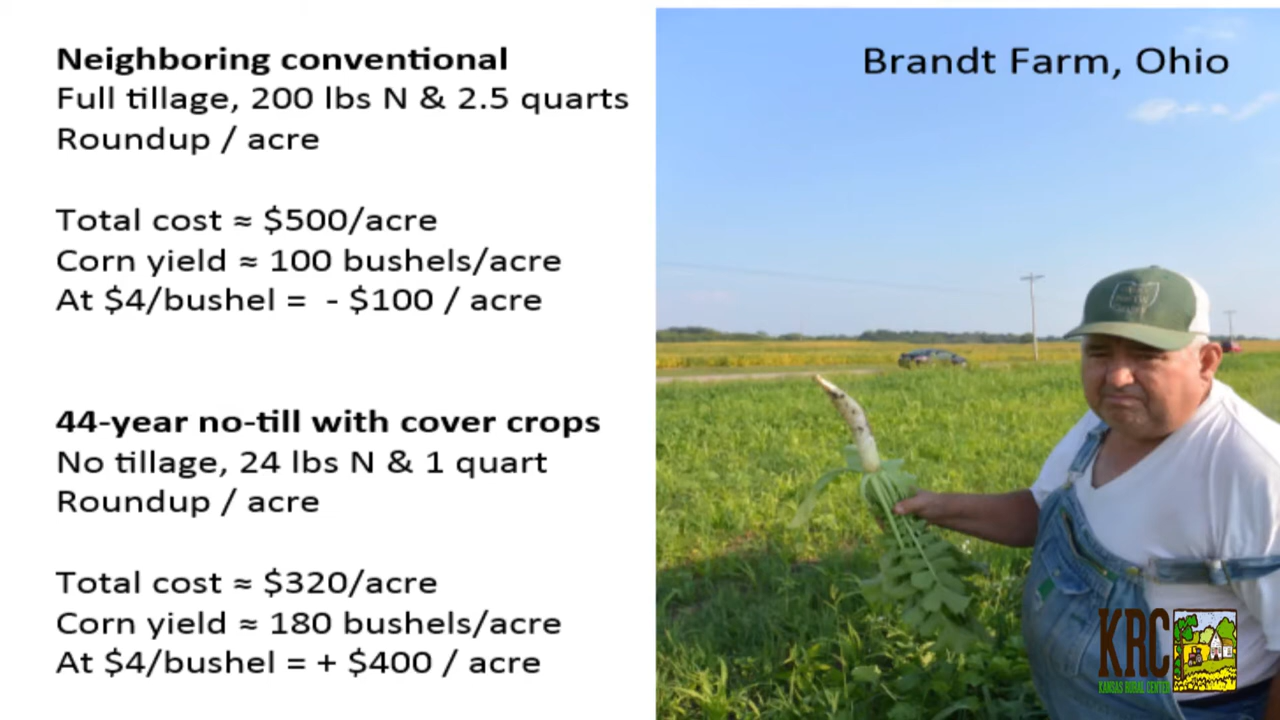 Neighboring conventional
Full tillage, 200 lbs N & 2.5 quarts
Roundup / acre
Total cost ≈ $500/acre
Corn yield ≈ 100 bushels/acre
At $4/bushel = - $100 / acre
44-year no-till with cover crops
No tillage, 24 lbs N & 1 quart
Roundup / acre
Total cost ≈ $320/acre
Corn yield ≈ 180 bushels/acre
At $4/bushel = + $400 / acre
Brandt Farm, Ohio
KRC
KANSAS RURAL CENTER